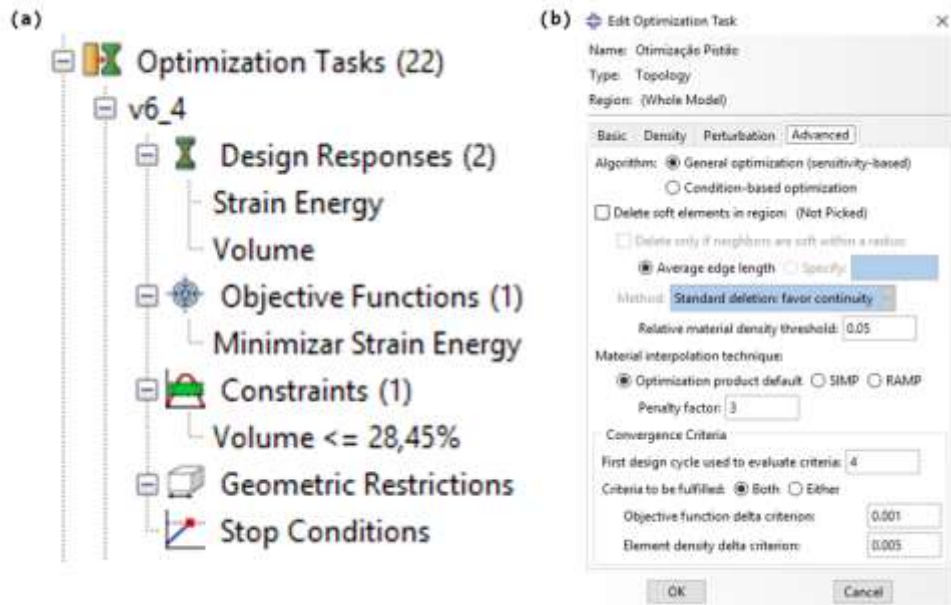 (a)
Optimization Tasks (22)
v6_4
Design Responses (2)
Strain Energy
Volume
Objective Functions (1)
Minimizar Strain Energy
Constraints (1)
Volume <= 28,45%
Geometric Restrictions
Stop Conditions
(b)
Edit Optimization Task
Name: Otimização Pistão
Type: Topology
Region: (Whole Model)
Basic Density Perturbation Advanced
Algorithm: General optimization (sensitivity-based)
Condition-based optimization
Delete soft elements in region: (Not Picked)
Delete only if neighbors are soft within a radius:
Average edge length Specify:
Method: Standard deletion: favor continuity
Relative material density threshold: 0.05
Material interpolation technique:
Optimization product default SIMP RAMP
Penalty factor: 3
Convergence Criteria
First design cycle used to evaluate criteria: 4
Criteria to be fulfilled: Both Either
Objective function delta criterion: 0.001
Element density delta criterion: 0.005
OK Cancel